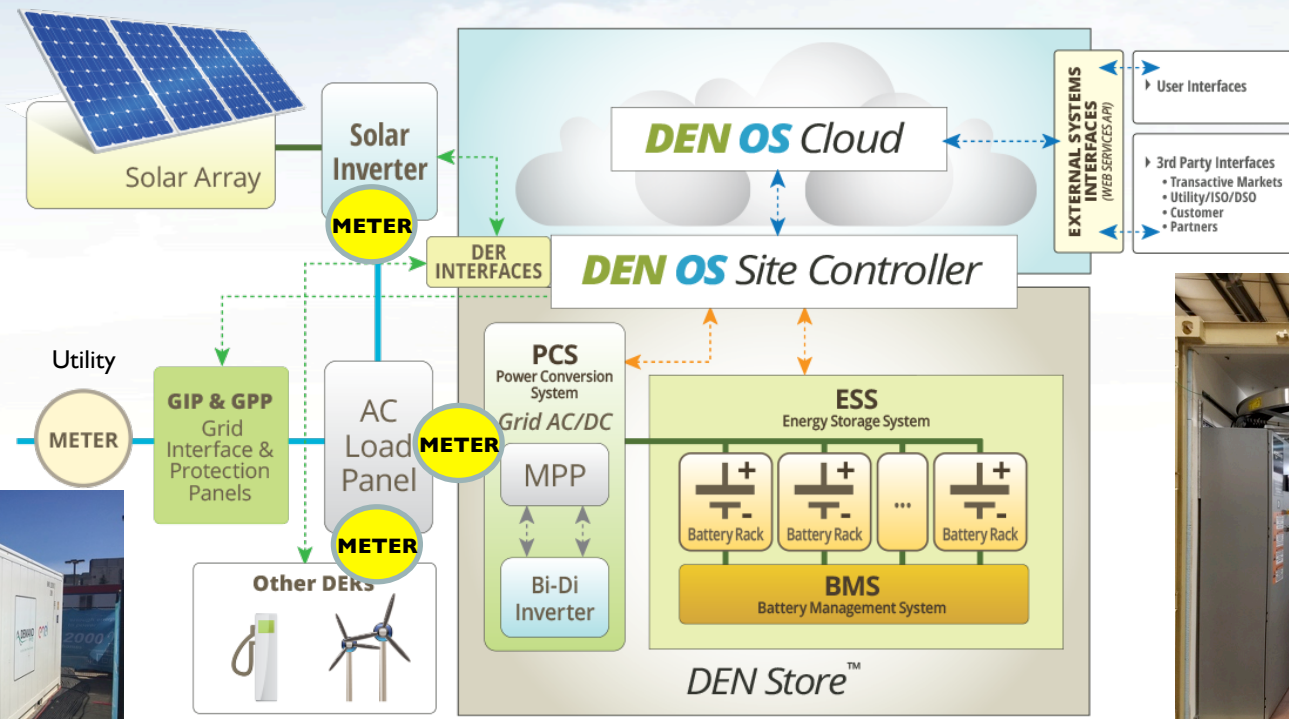 Solar Array
Solar
Inverter
METER
DER
INTERFACES
DEN OS Cloud
DEN OS Site Controller
EXTERNAL SYSTEMS
INTERFACES
(WEB SERVICES API)
User Interfaces
3rd Party Interfaces
• Transactive Markets
• Utility/ISO/DSO
• Customer
• Partners
Utility
METER
GIP & GPP
Grid
Interface &
Protection
Panels
AC
Load
Panel
METER
METER
Other DERs
PCS
Power Conversion
System
Grid AC/DC
MPP
Bi-Di
Inverter
ESS
Energy Storage System
+
-
Battery Rack
+
-
Battery Rack
...
+
-
Battery Rack
BMS
Battery Management System
DEN Store™
2000